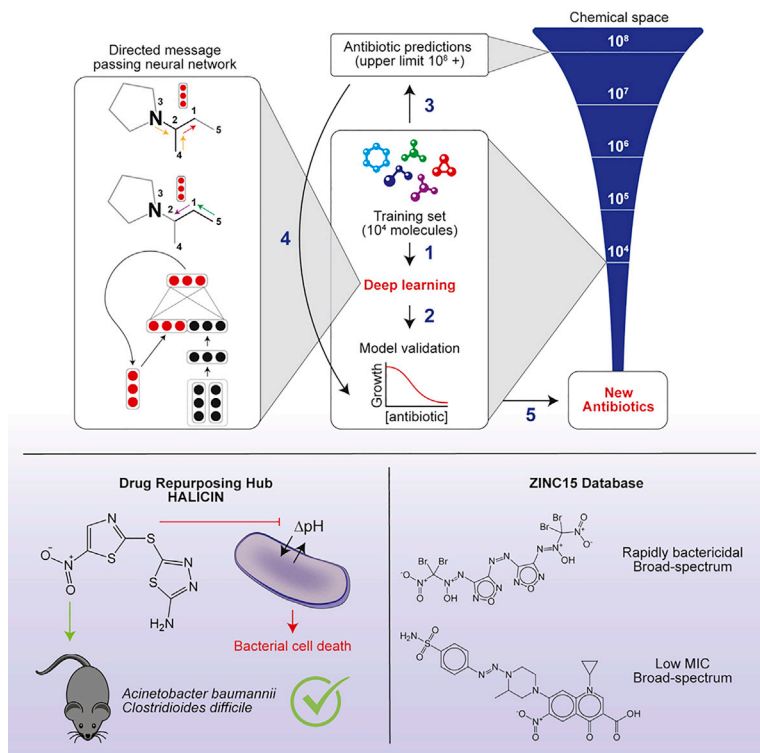 Directed message
passing neural network
3
N
2
1
4
5
3
N
2
1
4
5
Antibiotic predictions
(upper limit 10⁸ +)
3
4
Training set
(10⁴ molecules)
1
Deep learning
2
Model validation
Growth
[antibiotic]
5
Chemical space
10⁸
10⁷
10⁶
10⁵
10⁴
New
Antibiotics
Drug Repurposing Hub
HALICIN
O⁻
N⁺
O
N
S
S
S
N
N
H₂N
ΔpH
Bacterial cell death
Acinetobacter baumannii
Clostridioides difficile
ZINC15 Database
Br
Br
O
N⁺
O⁻
N
N⁺
OH
N
N
N
N
O
N
N
O
Br
Br
⁻O
N⁺
O
N
N
OH
Rapidly bactericidal
Broad-spectrum
H₂N
O
S
O
N
N
N
N
O⁻
N⁺
O
N
O
O
OH
Low MIC
Broad-spectrum